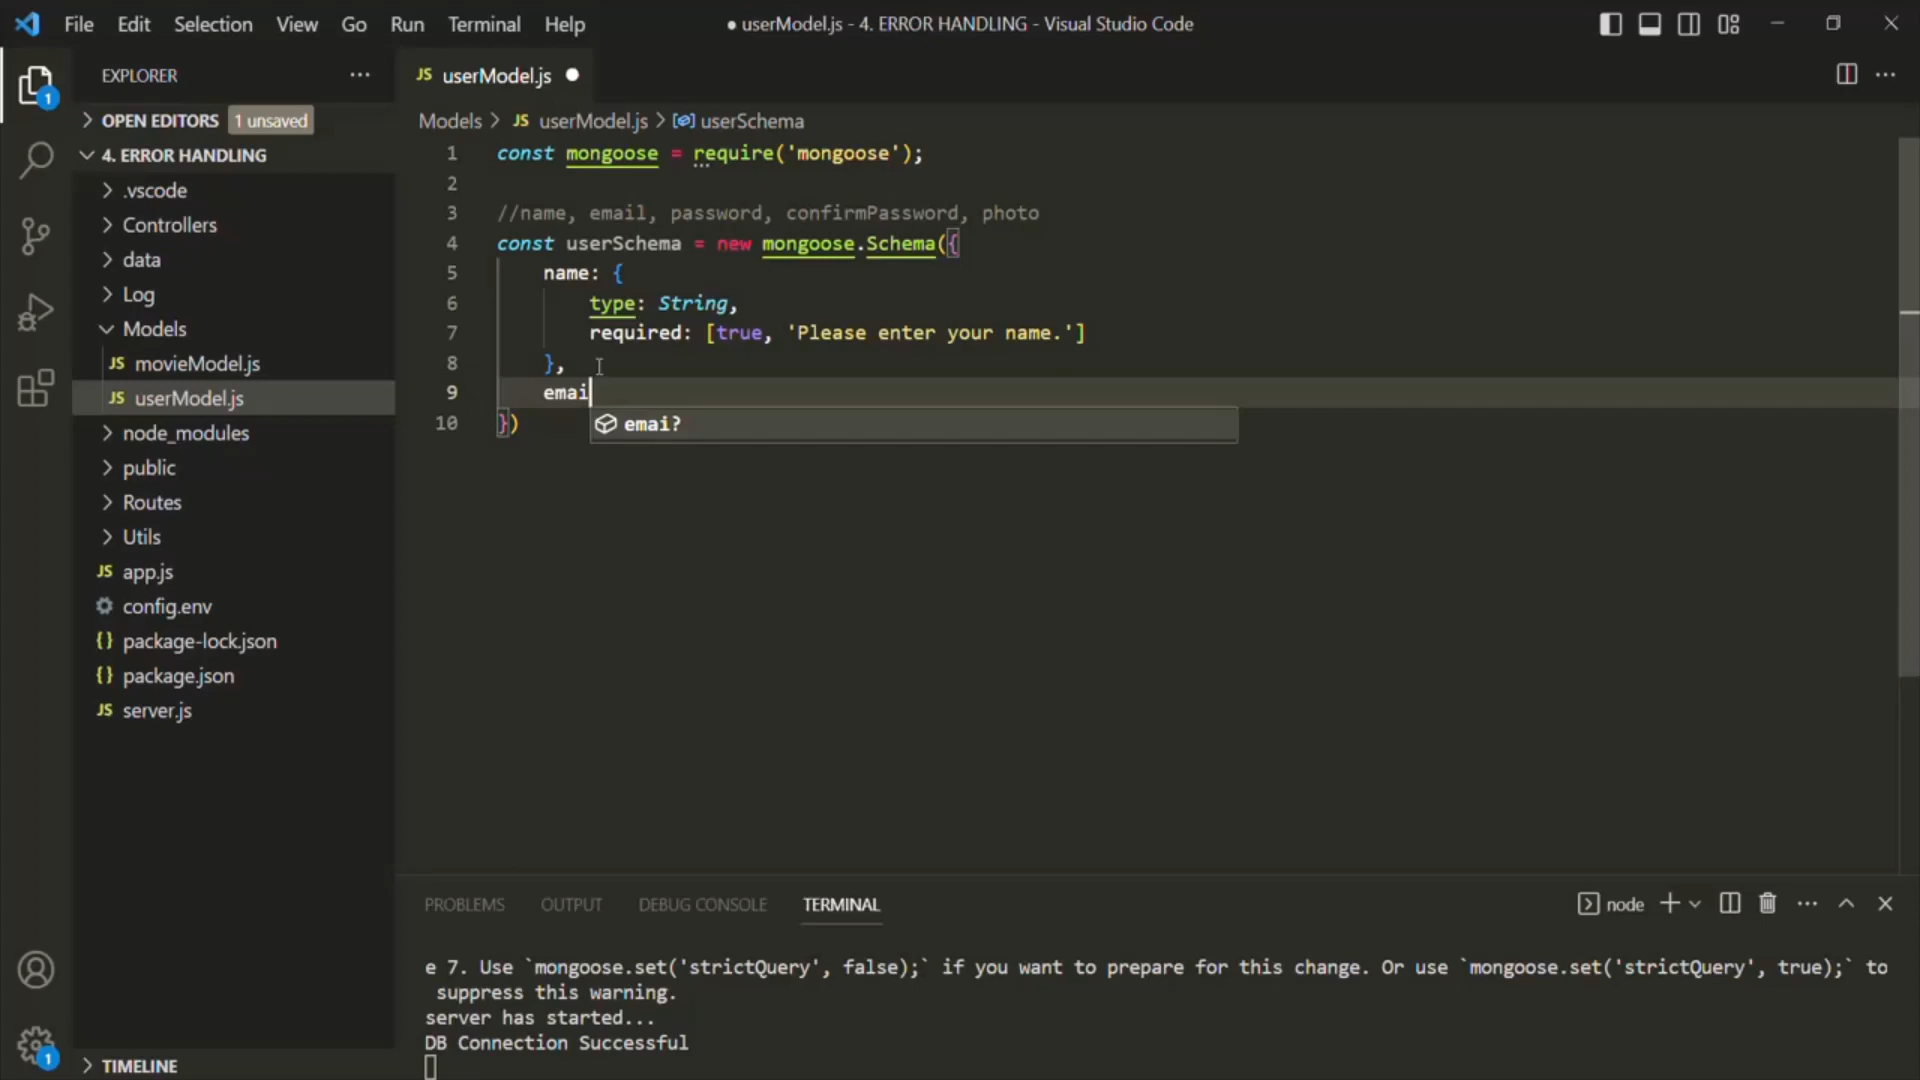 File Edit Selection View Go Run Terminal Help
● userModel.js - 4. ERROR HANDLING - Visual Studio Code
EXPLORER
JS userModel.js
1
OPEN EDITORS 1 unsaved
4. ERROR HANDLING
.vscode
Controllers
data
Log
Models
JS movieModel.js
JS userModel.js
node_modules
public
Routes
Utils
JS app.js
config.env
{} package-lock.json
{} package.json
JS server.js
1
TIMELINE
Models > JS userModel.js > userSchema
1 const mongoose = require('mongoose');
2
3 //name, email, password, confirmPassword, photo
4 const userSchema = new mongoose.Schema({
5 name: {
6 type: String,
7 required: [true, 'Please enter your name.']
8 },
9 emai
10 })
emai?
PROBLEMS OUTPUT DEBUG CONSOLE TERMINAL
node
e 7. Use `mongoose.set('strictQuery', false);` if you want to prepare for this change. Or use `mongoose.set('strictQuery', true);` to
suppress this warning.
server has started...
DB Connection Successful